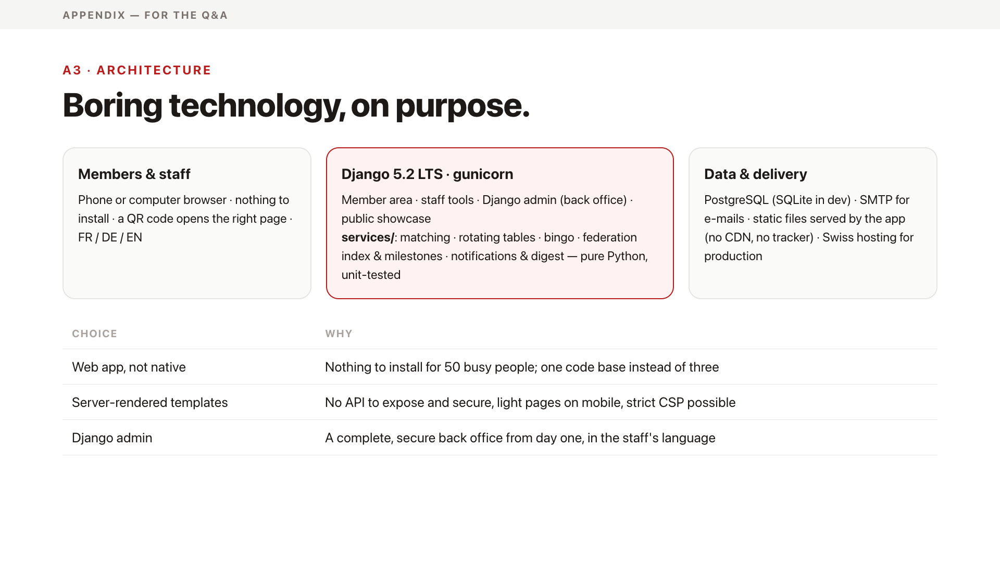 APPENDIX — FOR THE Q&A
A3 · ARCHITECTURE
Boring technology, on purpose.
Members & staff
Phone or computer browser · nothing to
install · a QR code opens the right page ·
FR / DE / EN
Django 5.2 LTS · gunicorn
Member area · staff tools · Django admin (back office) ·
public showcase
services/: matching · rotating tables · bingo · federation
index & milestones · notifications & digest — pure Python,
unit-tested
Data & delivery
PostgreSQL (SQLite in dev) · SMTP for
e-mails · static files served by the app
(no CDN, no tracker) · Swiss hosting for
production
CHOICE WHY
Web app, not native Nothing to install for 50 busy people; one code base instead of three
Server-rendered templates No API to expose and secure, light pages on mobile, strict CSP possible
Django admin A complete, secure back office from day one, in the staff's language